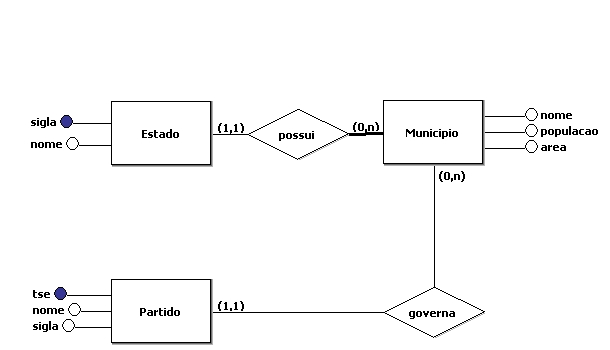 sigla
nome
Estado
(1,1)
possui
(0,n)
Municipio
nome
populacao
area
(0,n)
tse
nome
sigla
Partido
(1,1)
governa